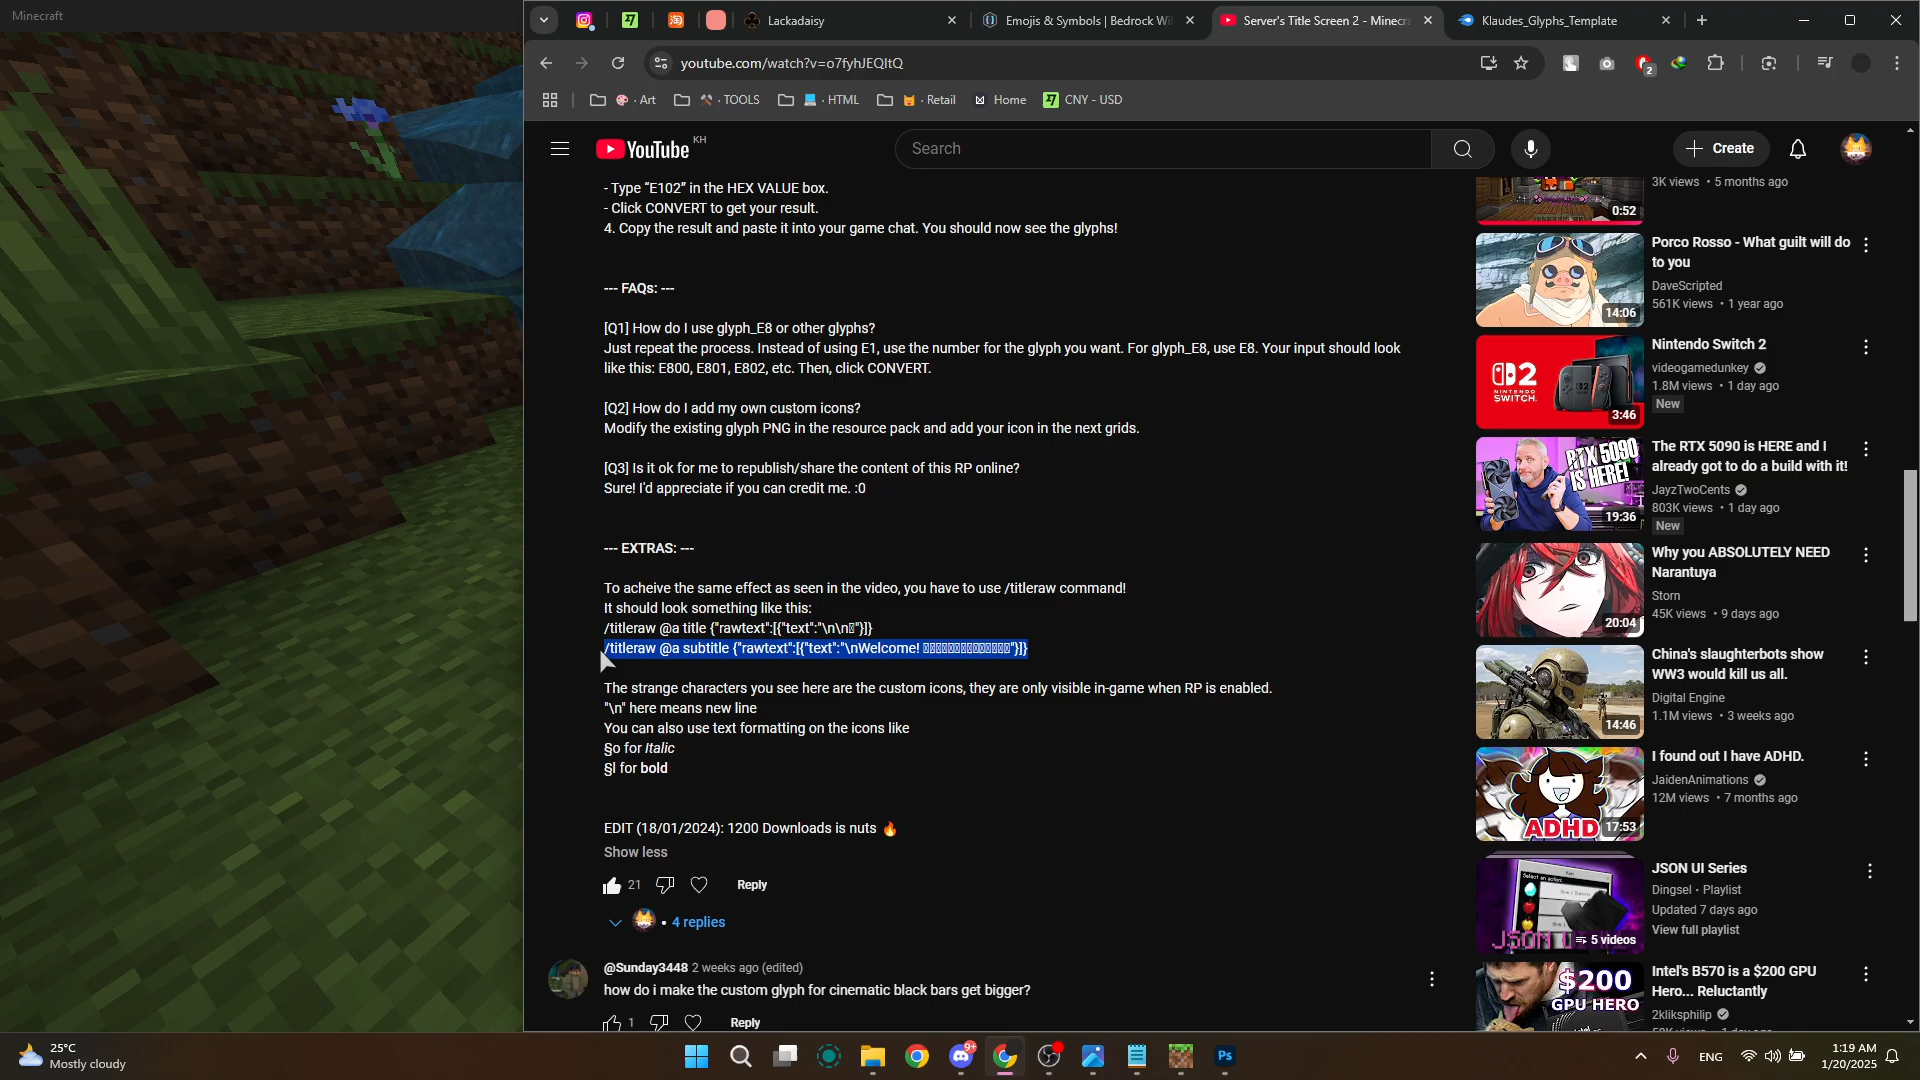 Minecraft
Lackadaisy
Emojis & Symbols | Bedrock Wi
Server's Title Screen 2 - Minecr
Klaudes_Glyphs_Template
youtube.com/watch?v=o7fyhJEQItQ
2
· Art
· TOOLS
· HTML
· Retail
Home
CNY - USD
YouTube KH
Search
Create
- Type “E102” in the HEX VALUE box.
- Click CONVERT to get your result.
4. Copy the result and paste it into your game chat. You should now see the glyphs!
--- FAQs: ---
[Q1] How do I use glyph_E8 or other glyphs?
Just repeat the process. Instead of using E1, use the number for the glyph you want. For glyph_E8, use E8. Your input should look
like this: E800, E801, E802, etc. Then, click CONVERT.
[Q2] How do I add my own custom icons?
Modify the existing glyph PNG in the resource pack and add your icon in the next grids.
[Q3] Is it ok for me to republish/share the content of this RP online?
Sure! I'd appreciate if you can credit me. :0
--- EXTRAS: ---
To acheive the same effect as seen in the video, you have to use /titleraw command!
It should look something like this:
/titleraw @a title {"rawtext":[{"text":"\n\n"}]}
/titleraw @a subtitle {"rawtext":[{"text":"\nWelcome! "}]}
The strange characters you see here are the custom icons, they are only visible in-game when RP is enabled.
"\n" here means new line
You can also use text formatting on the icons like
§o for Italic
§l for bold
EDIT (18/01/2024): 1200 Downloads is nuts 🔥
Show less
21
Reply
4 replies
@Sunday3448 2 weeks ago (edited)
how do i make the custom glyph for cinematic black bars get bigger?
1
Reply
3K views • 5 months ago
0:52
Porco Rosso - What guilt will do
to you
DaveScripted
561K views • 1 year ago
14:06
Nintendo Switch 2
videogamedunkey
1.8M views • 1 day ago
New
NINTENDO
SWITCH.
3:46
The RTX 5090 is HERE and I
already got to do a build with it!
JayzTwoCents
803K views • 1 day ago
New
RTX 5090
IS HERE!
19:36
Why you ABSOLUTELY NEED
Narantuya
Storn
45K views • 9 days ago
20:04
China's slaughterbots show
WW3 would kill us all.
Digital Engine
1.1M views • 3 weeks ago
14:46
I found out I have ADHD.
JaidenAnimations
12M views • 7 months ago
ADHD
17:53
JSON UI Series
Dingsel • Playlist
Updated 7 days ago
View full playlist
5 videos
Intel's B570 is a $200 GPU
Hero... Reluctantly
2kliksphilip
$200
GPU HERO
25°C
Mostly cloudy
9+
Ps
ENG
1:19 AM
1/20/2025